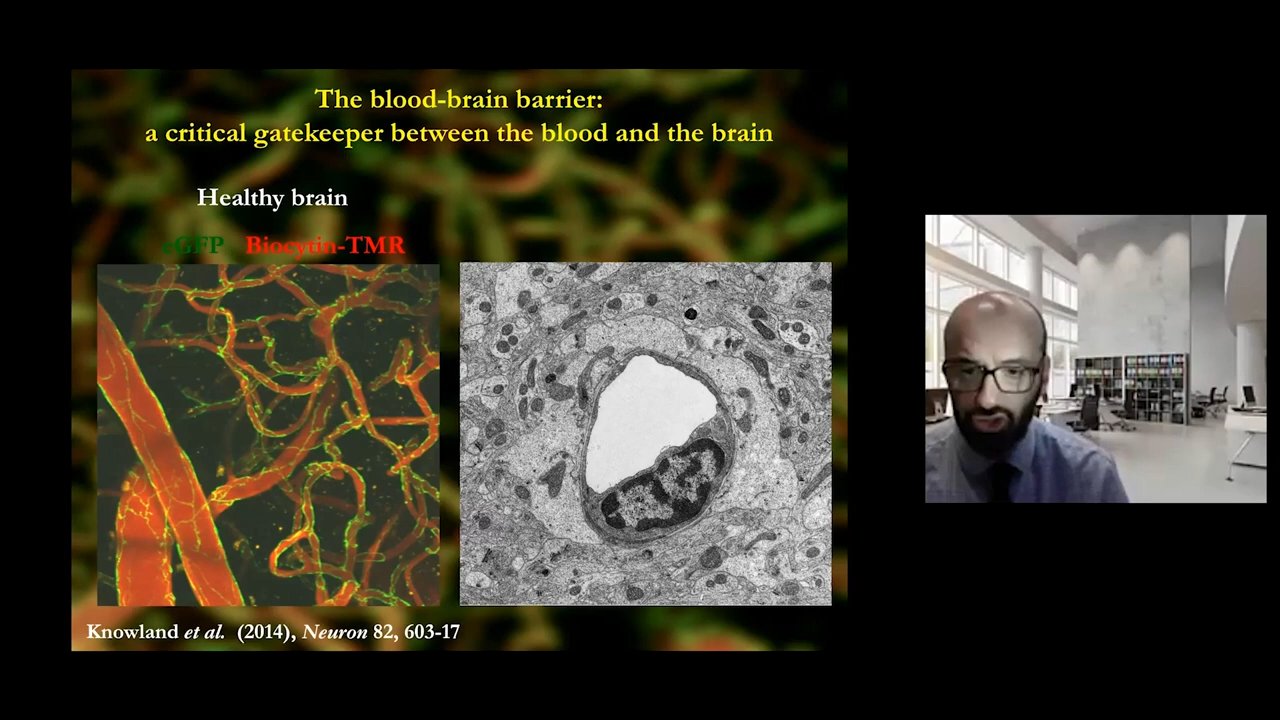 The blood-brain barrier:
a critical gatekeeper between the blood and the brain
Healthy brain
eGFP Biocytin-TMR
Knowland et al. (2014), Neuron 82, 603-17